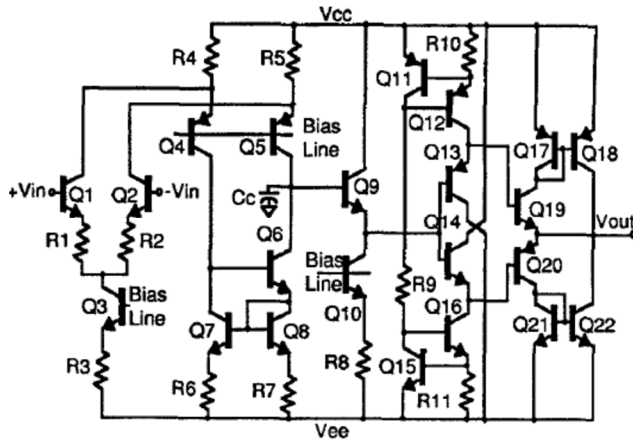 Vcc
R4
R5
R10
Q11
Q12
Q4
Q5
Bias
Line
Q13
Q17
Q18
+Vin
Q1
Q2
-Vin
Cc
Q9
Q19
Vout
R1
R2
Q6
Q14
Q20
Q3
Bias
Line
Bias
Line
Q10
R9
Q16
Q7
Q8
Q21
Q22
R3
R6
R7
R8
Q15
R11
Vee